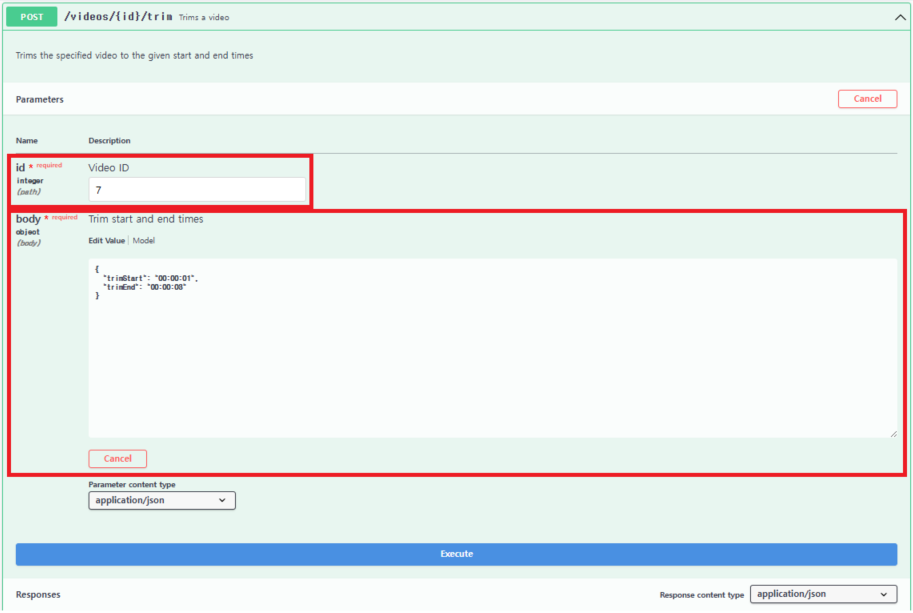 POST /videos/{id}/trim Trims a video
Trims the specified video to the given start and end times
Parameters Cancel
Name Description
id * required Video ID
integer
(path)
7
body * required Trim start and end times
object
(body)
Edit Value | Model
{
"trimStart": "00:00:01",
"trimEnd": "00:00:08"
}
Cancel
Parameter content type
application/json
Execute
Responses Response content type application/json